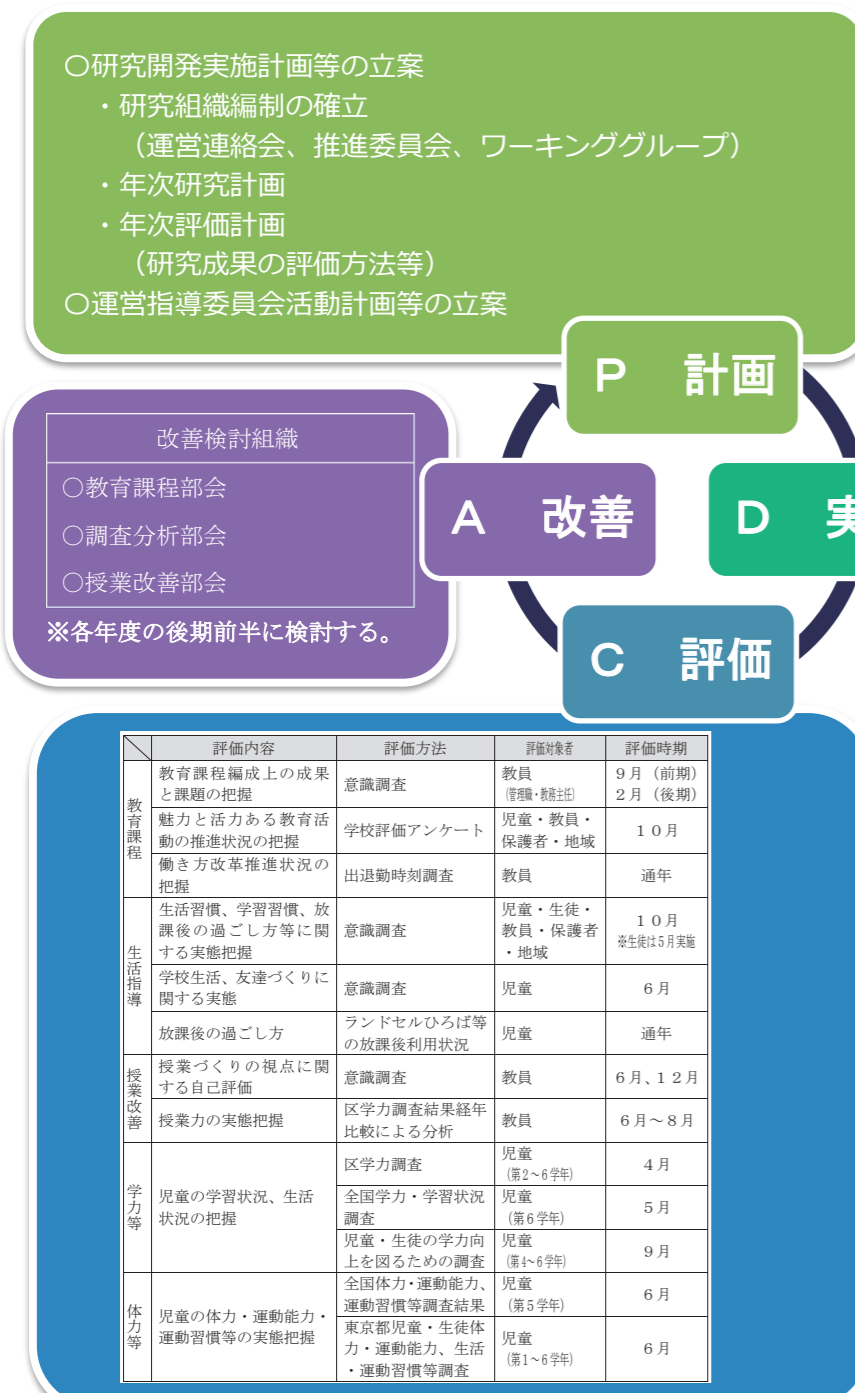 〇研究開発実施計画等の立案
・研究組織編制の確立
（運営連絡会、推進委員会、ワーキンググループ）
・年次研究計画
・年次評価計画
（研究成果の評価方法等）
〇運営指導委員会活動計画等の立案
Ｐ　計画
改善検討組織
○教育課程部会
○調査分析部会
○授業改善部会
※各年度の後期前半に検討する。
Ａ　改善
Ｄ　実
Ｃ　評価
評価内容 評価方法 評価対象者 評価時期
教育課程
教育課程編成上の成果
と課題の把握
意識調査
教員
(管理職・教務主任)
９月（前期）
２月（後期）
魅力と活力ある教育活
動の推進状況の把握
学校評価アンケート
児童・教員・
保護者・地域
１０月
働き方改革推進状況の
把握
出退勤時刻調査
教員
通年
生活指導
生活習慣、学習習慣、放
課後の過ごし方等に関
する実態把握
意識調査
児童・生徒・
教員・保護者
・地域
１０月
※生徒は５月実施
学校生活、友達づくりに
関する実態
意識調査
児童
６月
放課後の過ごし方
ランドセルひろば等
の放課後利用状況
児童
通年
授業改善
授業づくりの視点に関
する自己評価
意識調査
教員
６月、１２月
授業力の実態把握
区学力調査結果経年
比較による分析
教員
６月～８月
学力等
児童の学習状況、生活
状況の把握
区学力調査
児童
(第２～６学年)
４月
全国学力・学習状況
調査
児童
(第６学年)
５月
児童・生徒の学力向
上を図るための調査
児童
(第４～６学年)
９月
体力等
児童の体力・運動能力・
運動習慣等の実態把握
全国体力・運動能力、
運動習慣等調査結果
児童
(第５学年)
６月
東京都児童・生徒体
力・運動能力、生活
・運動習慣等調査
児童
(第１～６学年)
６月